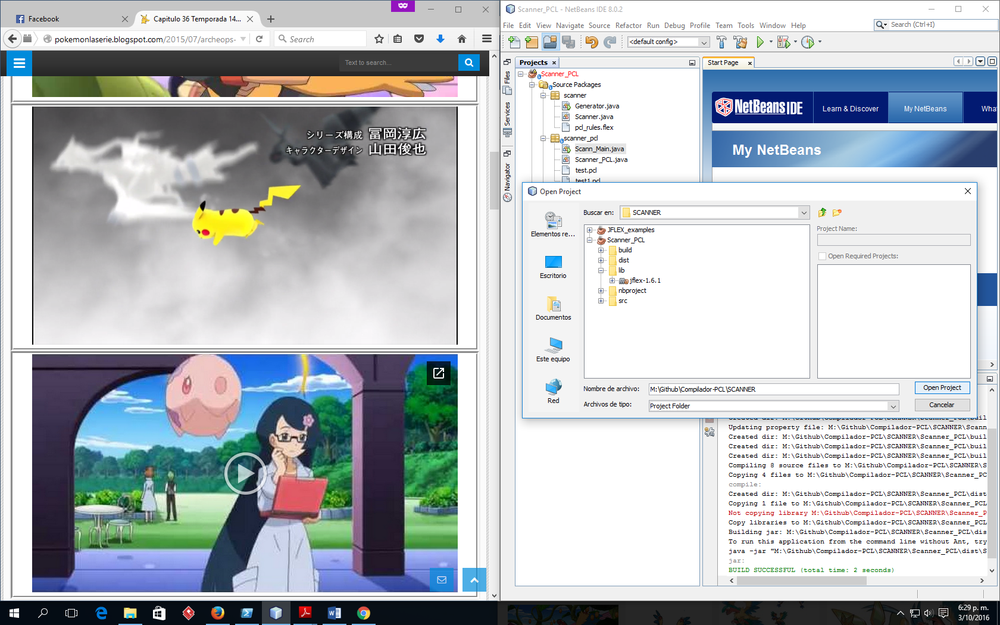 Facebook
Capitulo 36 Temporada 14...
pokemonlaserie.blogspot.com/2015/07/archeops-
Search
Text to search...
シリーズ構成 冨岡淳広
キャラクターデザイン 山田俊也
Scanner_PCL - NetBeans IDE 8.0.2
File Edit View Navigate Source Refactor Run Debug Profile Team Tools Window Help
Search (Ctrl+I)
<default config>
Files
Services
Navigator
Projects
Scanner_PCL
Source Packages
scanner
Generator.java
Scanner.java
pcl_rules.flex
scanner_pcl
Scann_Main.java
Scanner_PCL.java
test.pcl
test1.pcl
Start Page
NetBeans IDE
Learn & Discover
My NetBeans
What
My NetBeans
Open Project
Buscar en:
SCANNER
Elementos re...
Escritorio
Documentos
Este equipo
Red
JFLEX_examples
Scanner_PCL
build
dist
lib
jflex-1.6.1
nbproject
src
Project Name:
Open Required Projects:
Nombre de archivo:
M:\Github\Compilador-PCL\SCANNER
Open Project
Archivos de tipo:
Project Folder
Cancelar
Created dir: M:\Github\Compilador-PCL\SCANNER\Scanner_PCL\buil
Updating property file: M:\Github\Compilador-PCL\SCANNER\Scann
Created dir: M:\Github\Compilador-PCL\SCANNER\Scanner_PCL\buil
Created dir: M:\Github\Compilador-PCL\SCANNER\Scanner_PCL\buil
Created dir: M:\Github\Compilador-PCL\SCANNER\Scanner_PCL\buil
Compiling 8 source files to M:\Github\Compilador-PCL\SCANNER\S
Copying 4 files to M:\Github\Compilador-PCL\SCANNER\Scanner_PC
compile:
Created dir: M:\Github\Compilador-PCL\SCANNER\Scanner_PCL\dist
Copying 1 file to M:\Github\Compilador-PCL\SCANNER\Scanner_PCL
Not copying library M:\Github\Compilador-PCL\SCANNER\Scanner_P
Copy libraries to M:\Github\Compilador-PCL\SCANNER\Scanner_PCL
Building jar: M:\Github\Compilador-PCL\SCANNER\Scanner_PCL\dis
To run this application from the command line without Ant, try
java -jar "M:\Github\Compilador-PCL\SCANNER\Scanner_PCL\dist\S
jar:
BUILD SUCCESSFUL (total time: 2 seconds)
6:29 p. m.
3/10/2016